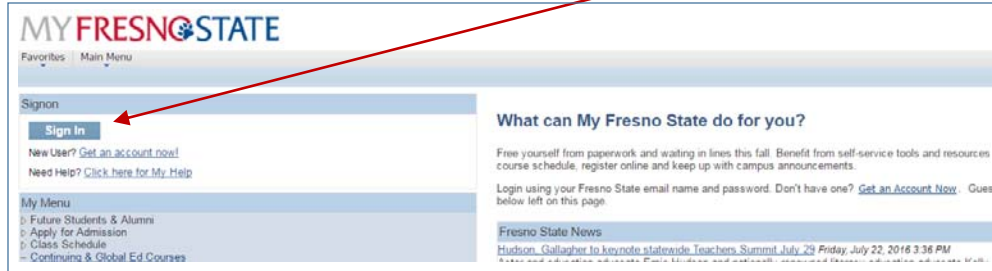 MY FRESNO STATE
Favorites Main Menu
Signon
Sign In
New User? Get an account now!
Need Help? Click here for My Help
My Menu
Future Students & Alumni
Apply for Admission
Class Schedule
Continuing & Global Ed Courses
What can My Fresno State do for you?
Free yourself from paperwork and waiting in lines this fall. Benefit from self-service tools and resources
course schedule, register online and keep up with campus announcements.
Login using your Fresno State email name and password. Don't have one? Get an Account Now. Gues
below left on this page.
Fresno State News
Hudson, Gallagher to keynote statewide Teachers Summit July 29 Friday, July 22, 2016 3:36 PM